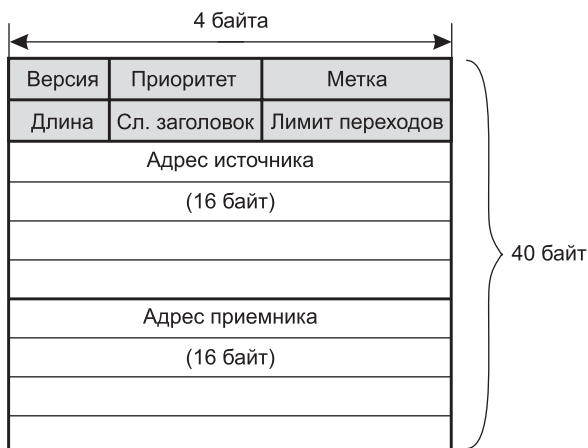 4 байта
Версия Приоритет Метка
Длина Сл. заголовок Лимит переходов
Адрес источника
(16 байт)
40 байт
Адрес приемника
(16 байт)